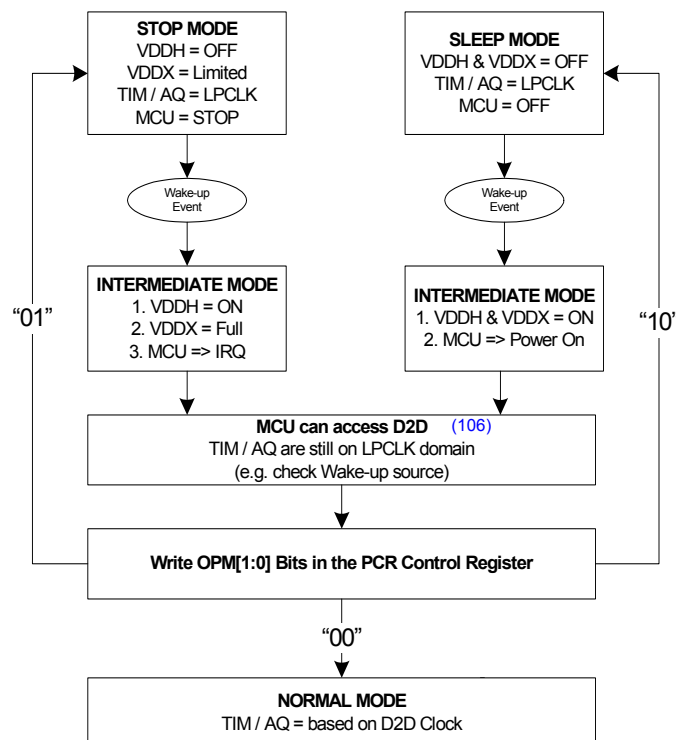 STOP MODE
VDDH = OFF
VDDX = Limited
TIM / AQ = LPCLK
MCU = STOP
SLEEP MODE
VDDH & VDDX = OFF
TIM / AQ = LPCLK
MCU = OFF
Wake-up
Event
Wake-up
Event
INTERMEDIATE MODE
1. VDDH = ON
2. VDDX = Full
3. MCU => IRQ
INTERMEDIATE MODE
1. VDDH & VDDX = ON
2. MCU => Power On
“01”
“10’
MCU can access D2D (106)
TIM / AQ are still on LPCLK domain
(e.g. check Wake-up source)
Write OPM[1:0] Bits in the PCR Control Register
“00”
NORMAL MODE
TIM / AQ = based on D2D Clock